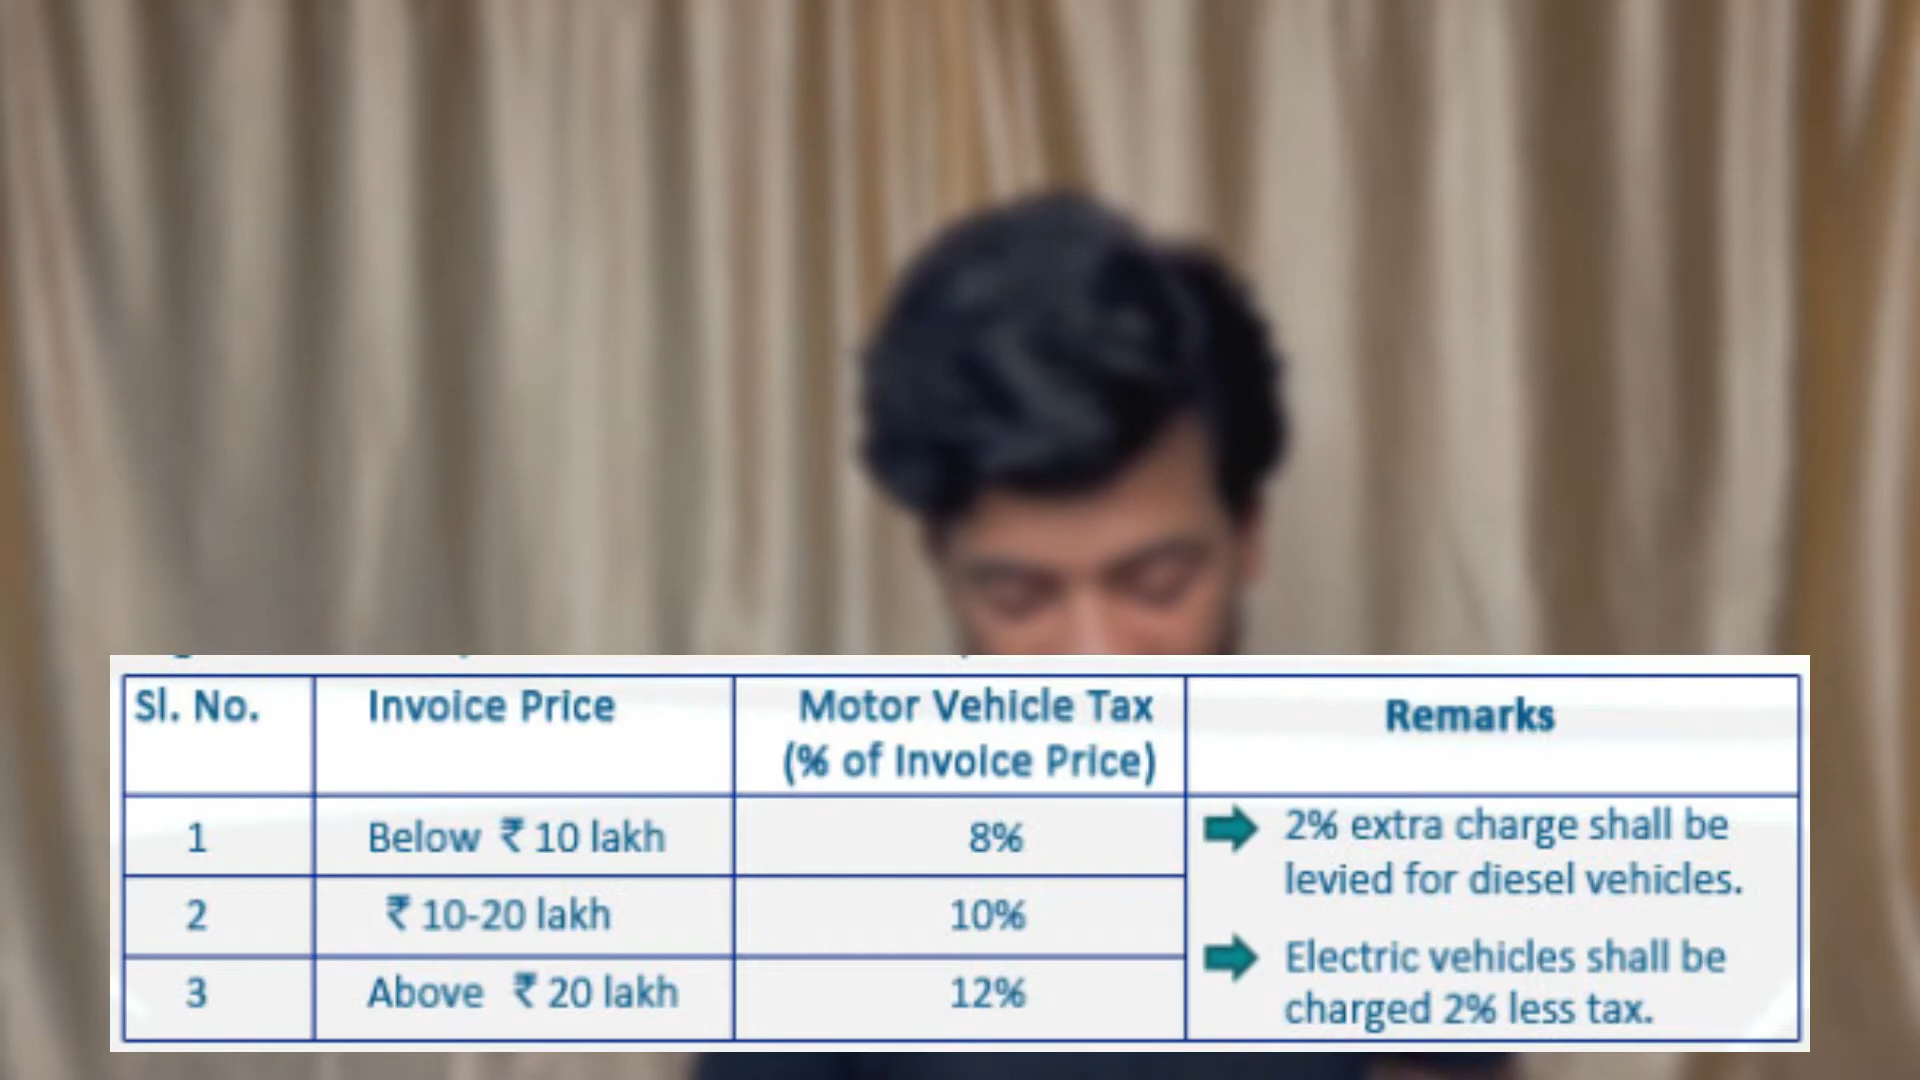 Sl. No. Invoice Price Motor Vehicle Tax Remarks
(% of Invoice Price)
1 Below ₹ 10 lakh 8% 2% extra charge shall be
levied for diesel vehicles.
2 ₹ 10-20 lakh 10%
Electric vehicles shall be
3 Above ₹ 20 lakh 12%
charged 2% less tax.